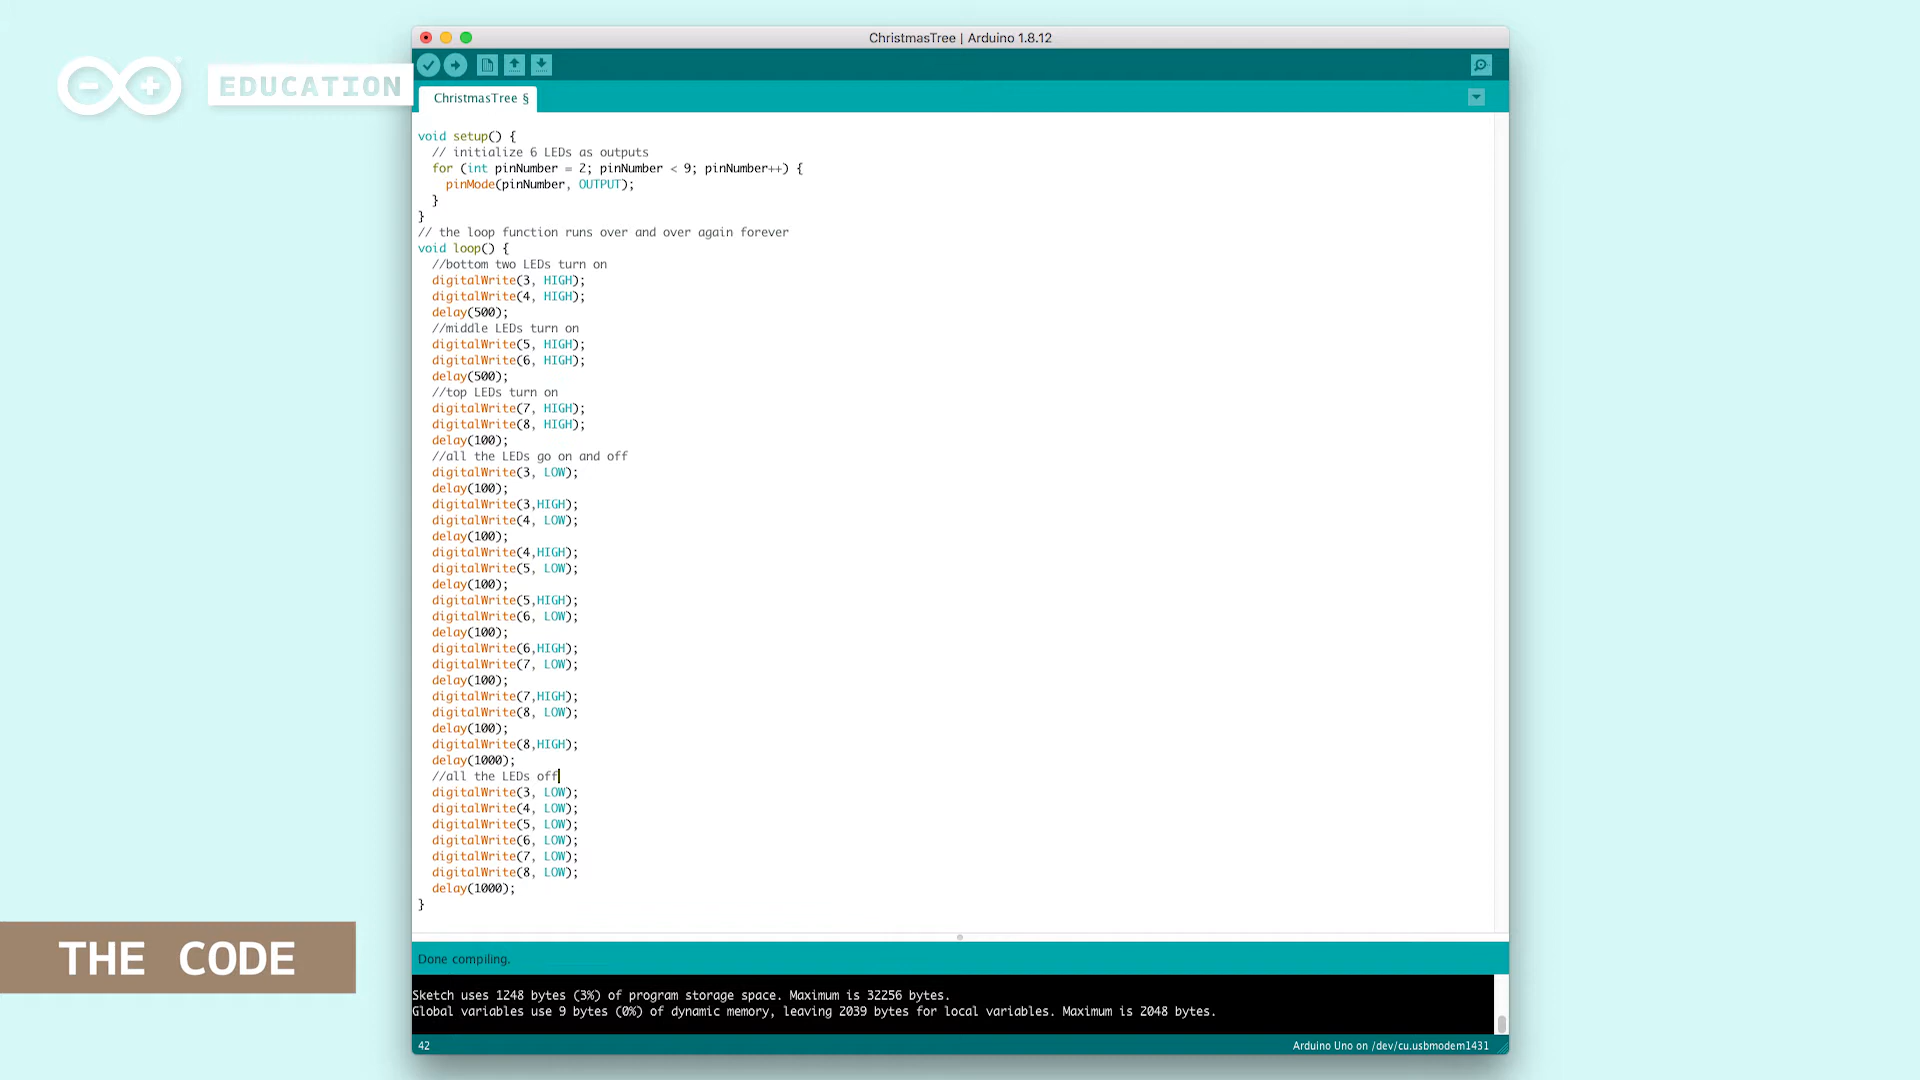 ChristmasTree | Arduino 1.8.12
EDUCATION
ChristmasTree §
void setup() {
  // initialize 6 LEDs as outputs
  for (int pinNumber = 2; pinNumber < 9; pinNumber++) {
    pinMode(pinNumber, OUTPUT);
  }
}
// the loop function runs over and over again forever
void loop() {
  //bottom two LEDs turn on
  digitalWrite(3, HIGH);
  digitalWrite(4, HIGH);
  delay(500);
  //middle LEDs turn on
  digitalWrite(5, HIGH);
  digitalWrite(6, HIGH);
  delay(500);
  //top LEDs turn on
  digitalWrite(7, HIGH);
  digitalWrite(8, HIGH);
  delay(100);
  //all the LEDs go on and off
  digitalWrite(3, LOW);
  delay(100);
  digitalWrite(3,HIGH);
  digitalWrite(4, LOW);
  delay(100);
  digitalWrite(4,HIGH);
  digitalWrite(5, LOW);
  delay(100);
  digitalWrite(5,HIGH);
  digitalWrite(6, LOW);
  delay(100);
  digitalWrite(6,HIGH);
  digitalWrite(7, LOW);
  delay(100);
  digitalWrite(7,HIGH);
  digitalWrite(8, LOW);
  delay(100);
  digitalWrite(8,HIGH);
  delay(1000);
  //all the LEDs off
  digitalWrite(3, LOW);
  digitalWrite(4, LOW);
  digitalWrite(5, LOW);
  digitalWrite(6, LOW);
  digitalWrite(7, LOW);
  digitalWrite(8, LOW);
  delay(1000);
}
THE CODE
Done compiling.
Sketch uses 1248 bytes (3%) of program storage space. Maximum is 32256 bytes.
Global variables use 9 bytes (0%) of dynamic memory, leaving 2039 bytes for local variables. Maximum is 2048 bytes.
42
Arduino Uno on /dev/cu.usbmodem1431